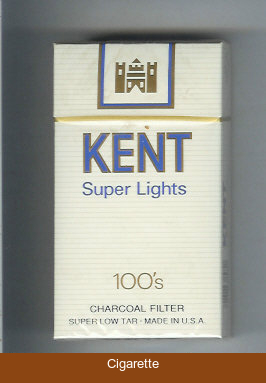 KENT
Super Lights
100's
CHARCOAL FILTER
SUPER LOW TAR - MADE IN U.S.A.
Cigarette